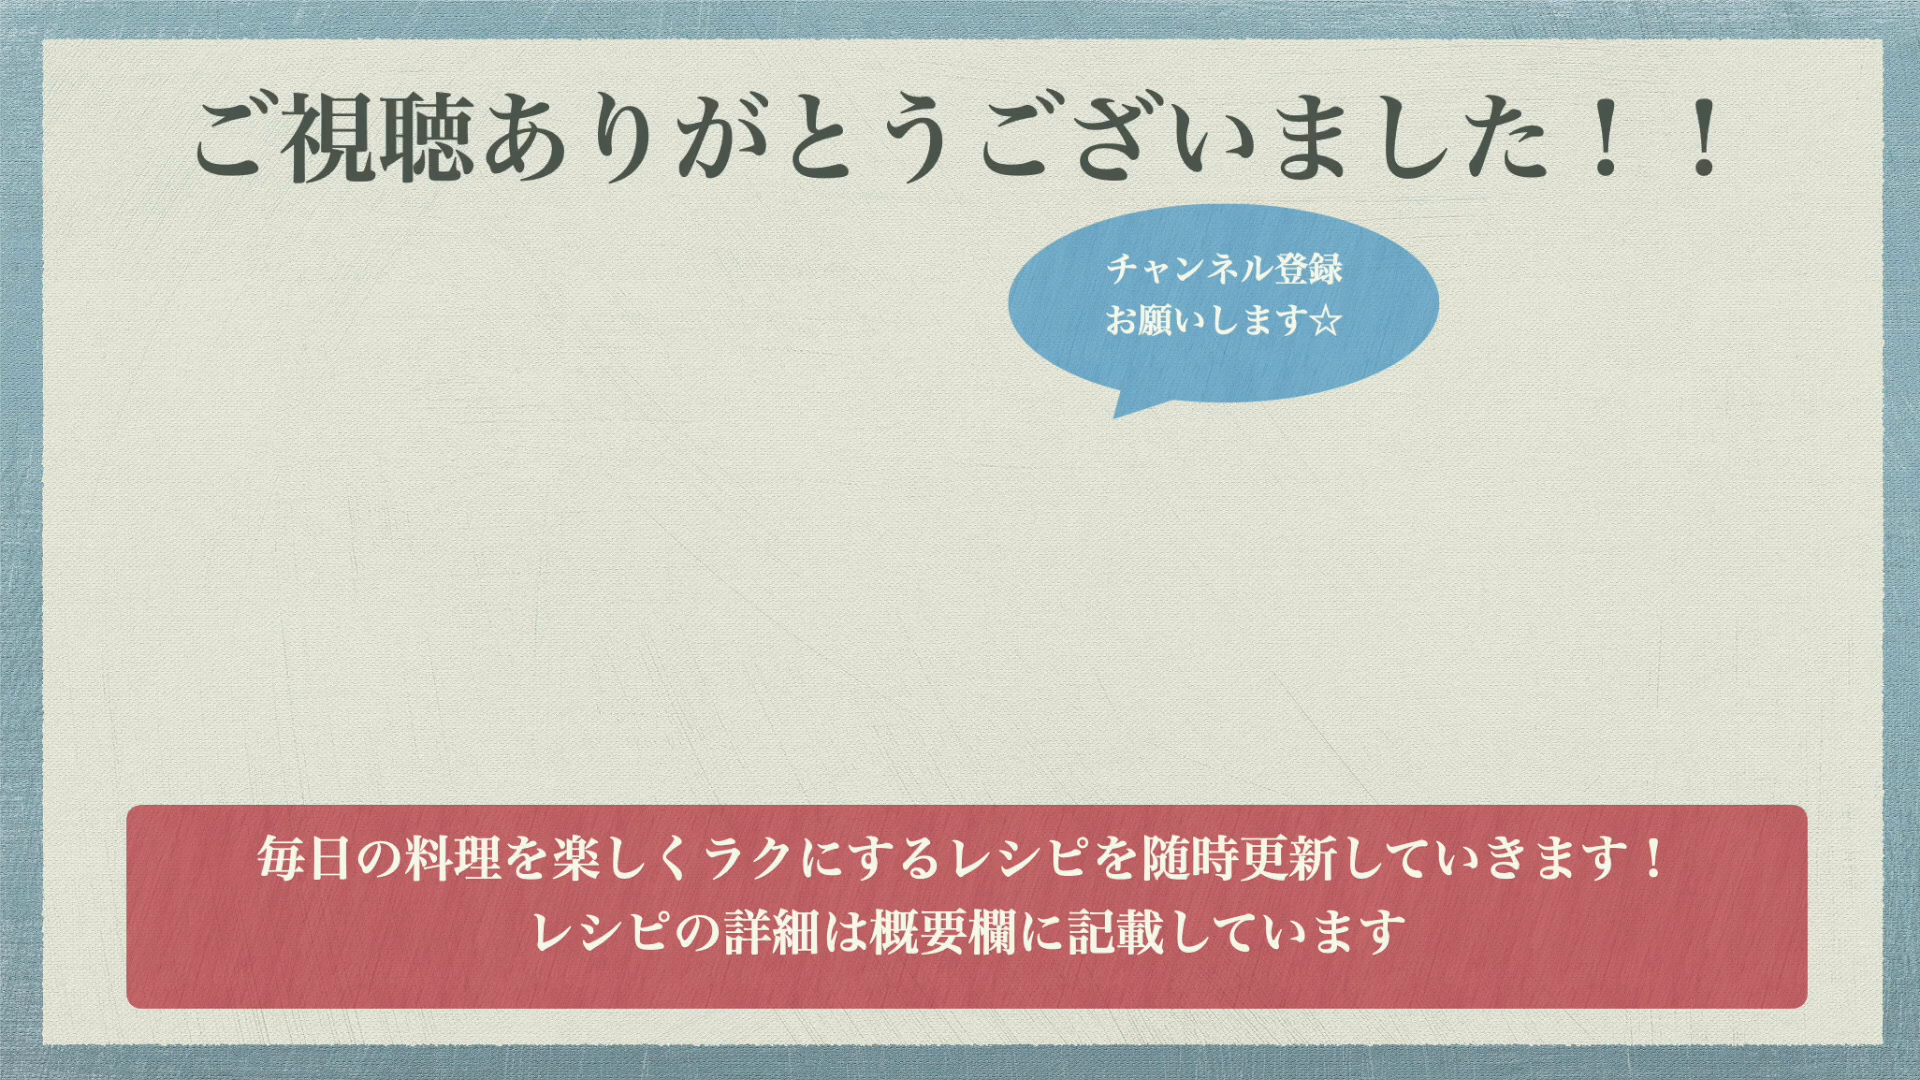 ご視聴ありがとうございました！！
チャンネル登録
お願いします☆
毎日の料理を楽しくラクにするレシピを随時更新していきます！
レシピの詳細は概要欄に記載しています